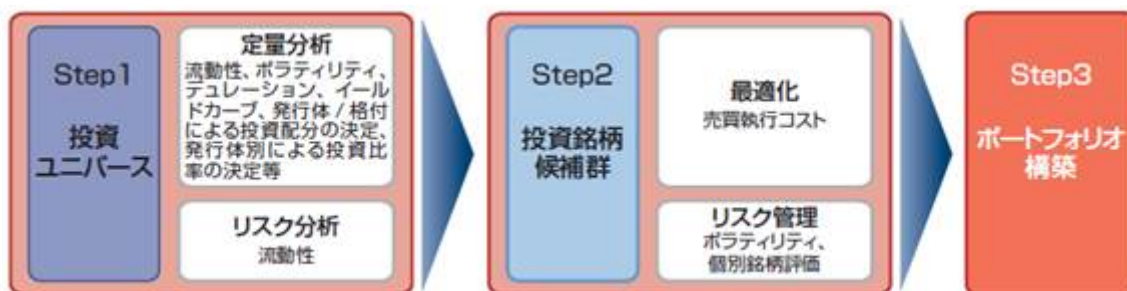 Step1
投資
ユニバース
定量分析
流動性、ボラティリティ、
デュレーション、イール
ドカーブ、発行体 / 格付
による投資配分の決定、
発行体別による投資比
率の決定等
リスク分析
流動性
Step2
投資銘柄
候補群
最適化
売買執行コスト
リスク管理
ボラティリティ、
個別銘柄評価
Step3
ポートフォリオ
構築